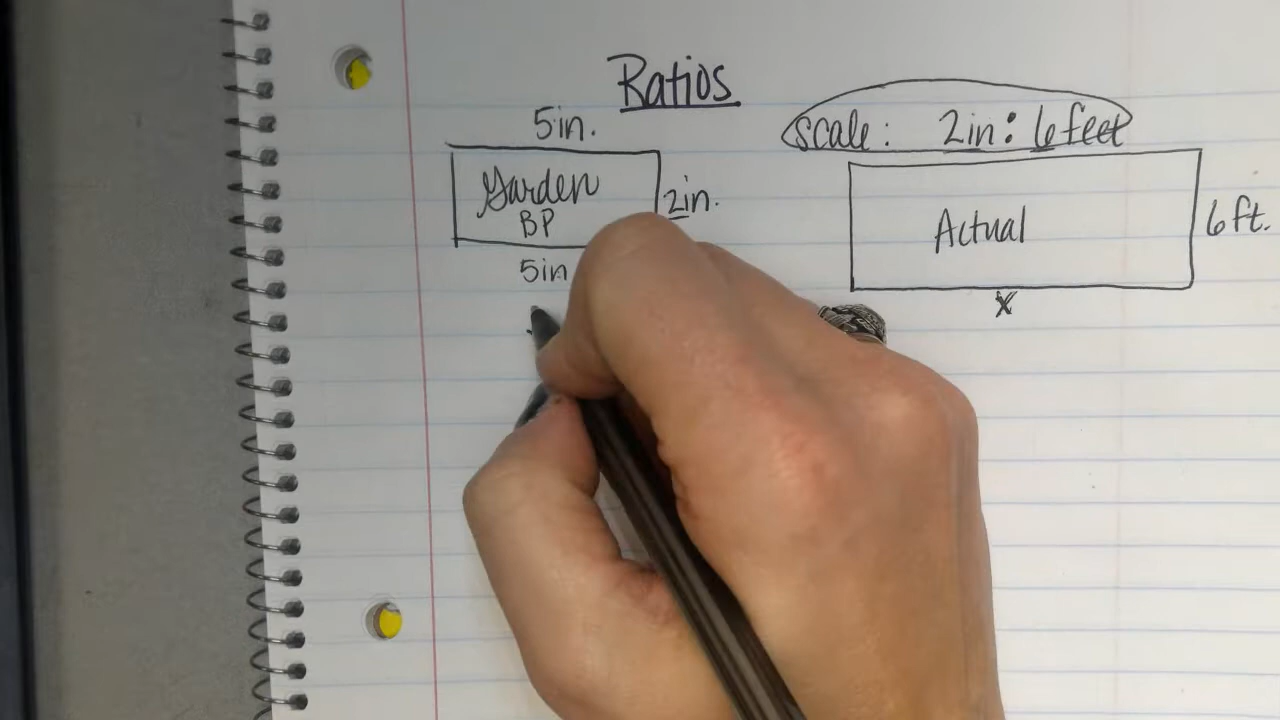 Ratios
5in.
scale: 2in: 6feet
Garden
BP
2in.
Actual
6ft.
5in
x